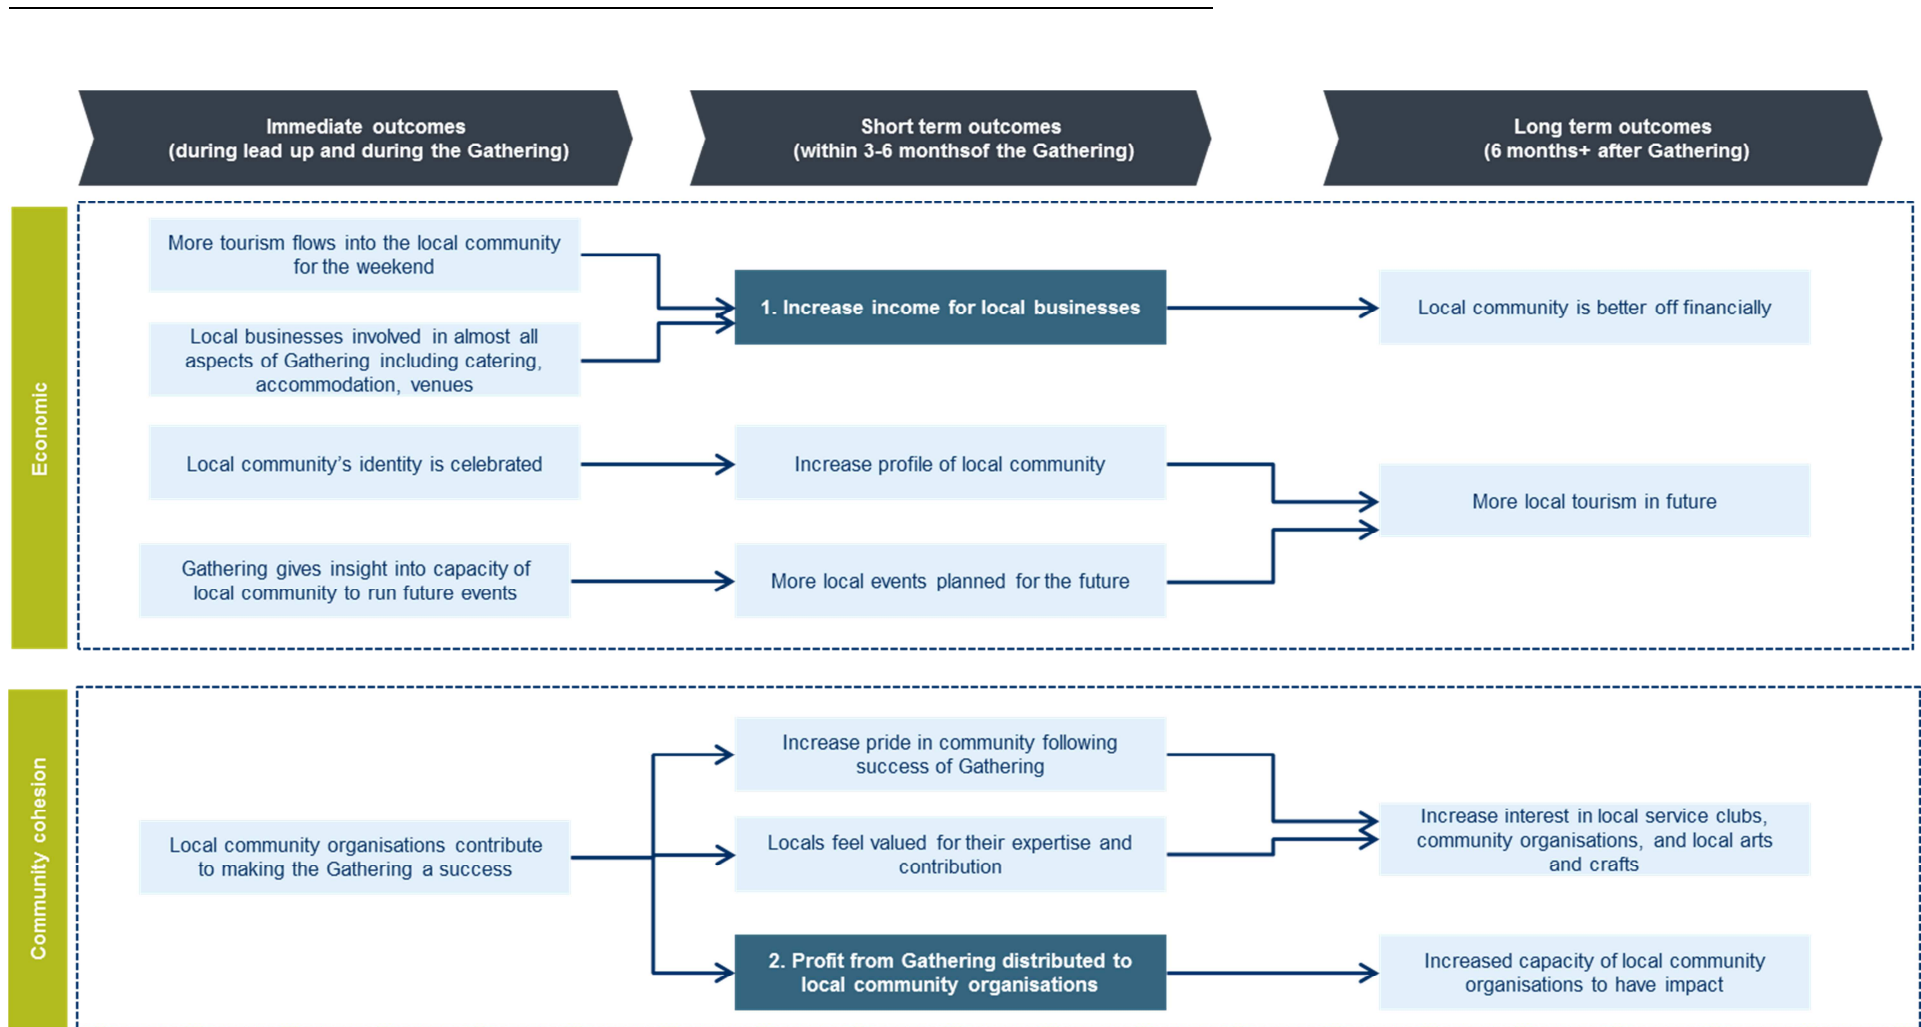 Immediate outcomes
(during lead up and during the Gathering)
Short term outcomes
(within 3-6 monthsof the Gathering)
Long term outcomes
(6 months+ after Gathering)
Economic
More tourism flows into the local community
for the weekend
Local businesses involved in almost all
aspects of Gathering including catering,
accommodation, venues
1. Increase income for local businesses
Local community is better off financially
Local community's identity is celebrated
Increase profile of local community
More local tourism in future
Gathering gives insight into capacity of
local community to run future events
More local events planned for the future
Community cohesion
Local community organisations contribute
to making the Gathering a success
Increase pride in community following
success of Gathering
Locals feel valued for their expertise and
contribution
Increase interest in local service clubs,
community organisations, and local arts
and crafts
2. Profit from Gathering distributed to
local community organisations
Increased capacity of local community
organisations to have impact